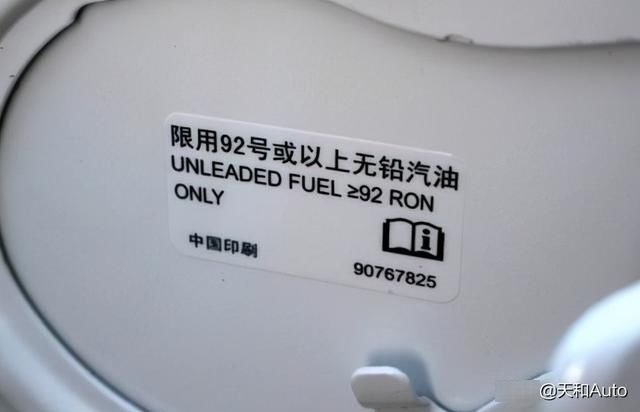 限用92号或以上无铅汽油
UNLEADED FUEL ≥92 RON
ONLY
中国印刷
90767825
@天和Auto